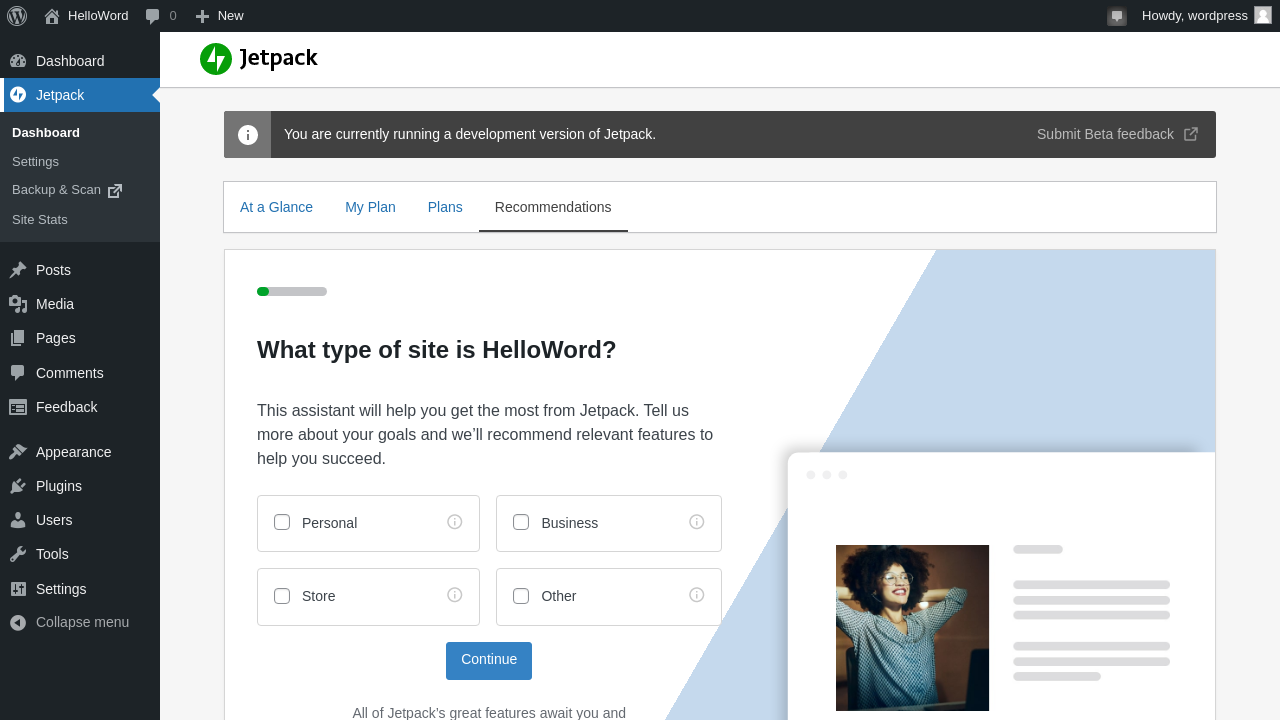 HelloWord 0 New Howdy, wordpress
Dashboard
Jetpack
Dashboard
Settings
Backup & Scan
Site Stats
Posts
Media
Pages
Comments
Feedback
Appearance
Plugins
Users
Tools
Settings
Collapse menu
Jetpack
You are currently running a development version of Jetpack. Submit Beta feedback
At a Glance My Plan Plans Recommendations
What type of site is HelloWord?
This assistant will help you get the most from Jetpack. Tell us
more about your goals and we’ll recommend relevant features to
help you succeed.
Personal Business
Store Other
Continue
All of Jetpack’s great features await you and